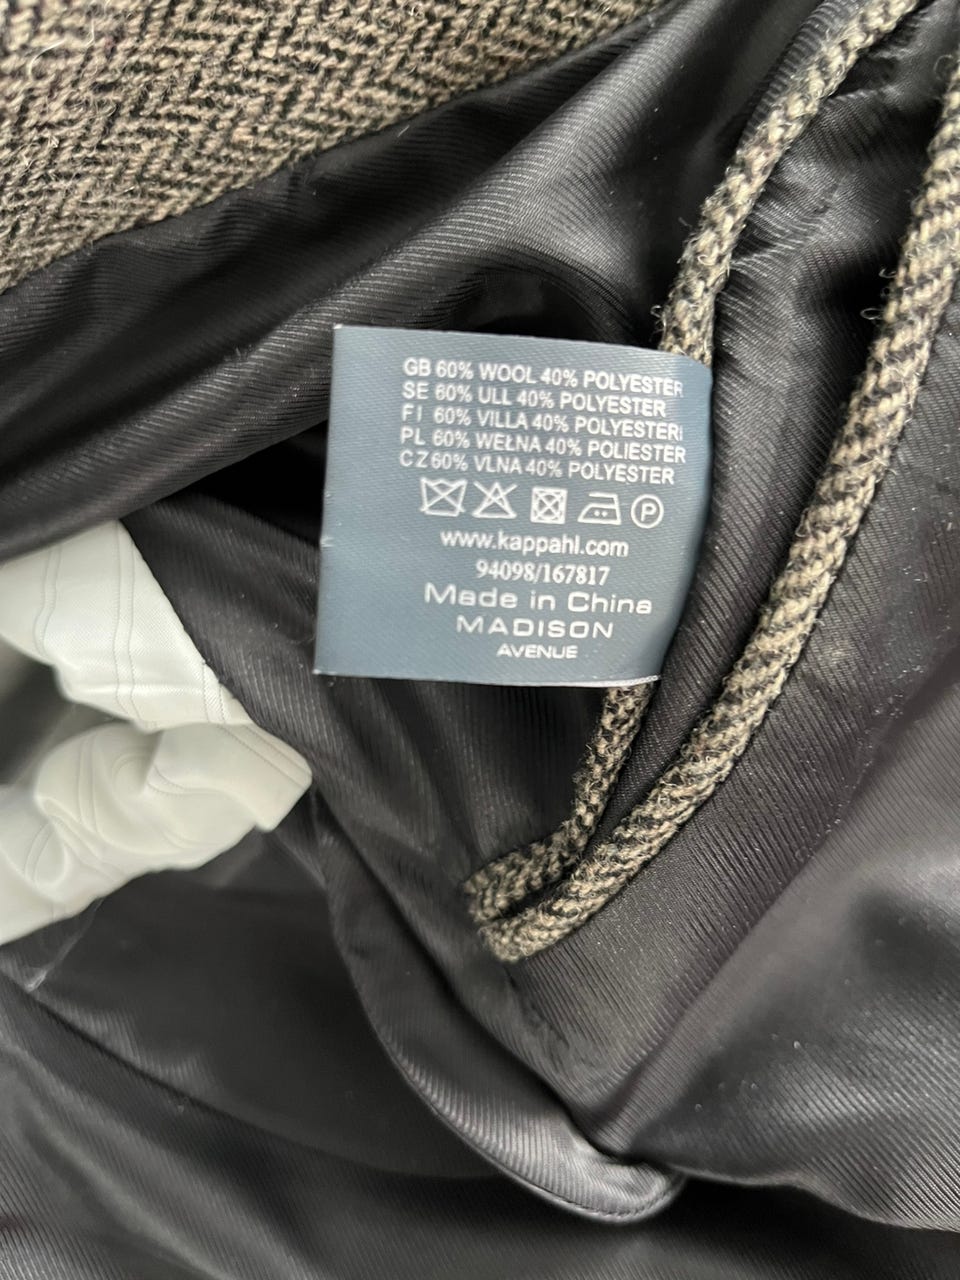 GB 60% WOOL 40% POLYESTER
SE 60% ULL 40% POLYESTER
FI 60% VILLA 40% POLYESTERI
PL 60% WEŁNA 40% POLIESTER
CZ 60% VLNA 40% POLYESTER
P
www.kappahl.com
94098/167817
Made in China
MADISON
AVENUE